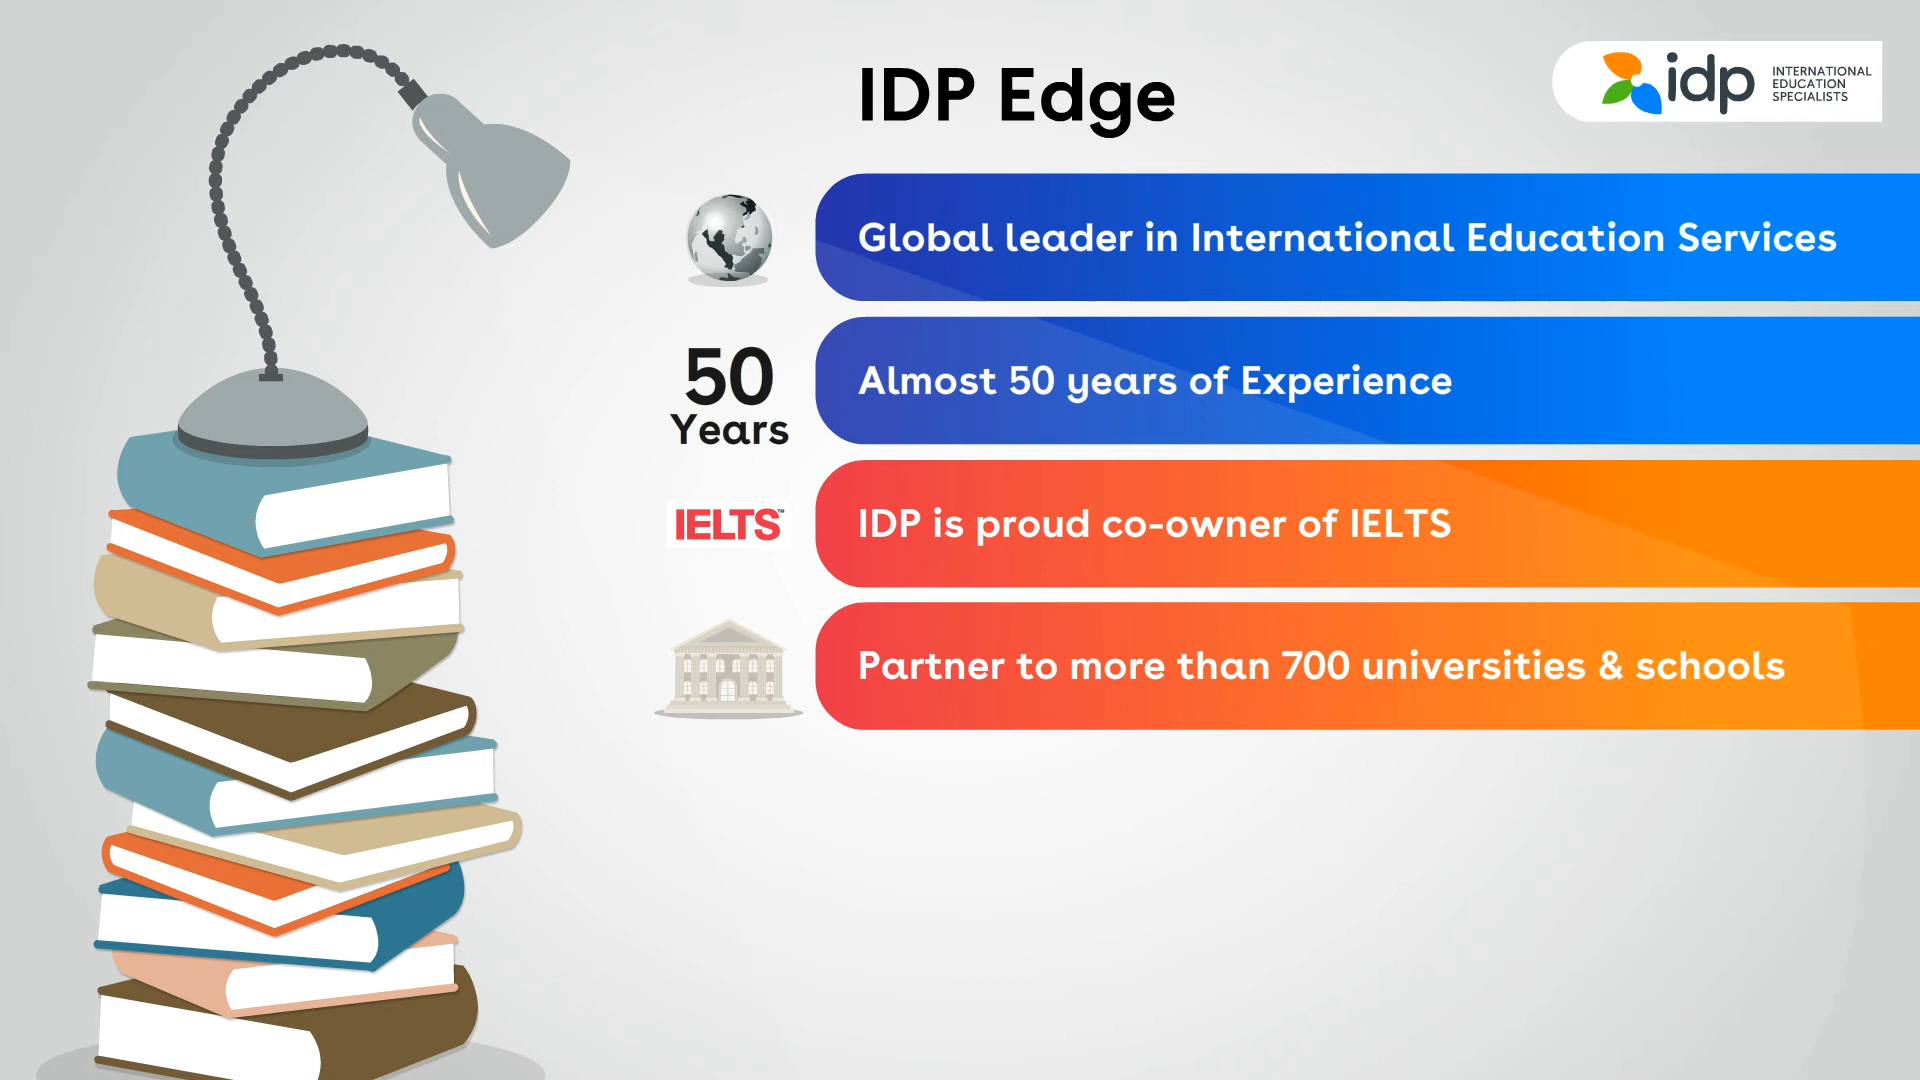 IDP Edge
idp
INTERNATIONAL
EDUCATION
SPECIALISTS
Global leader in International Education Services
50
Years
Almost 50 years of Experience
IELTS™
IDP is proud co-owner of IELTS
Partner to more than 700 universities & schools